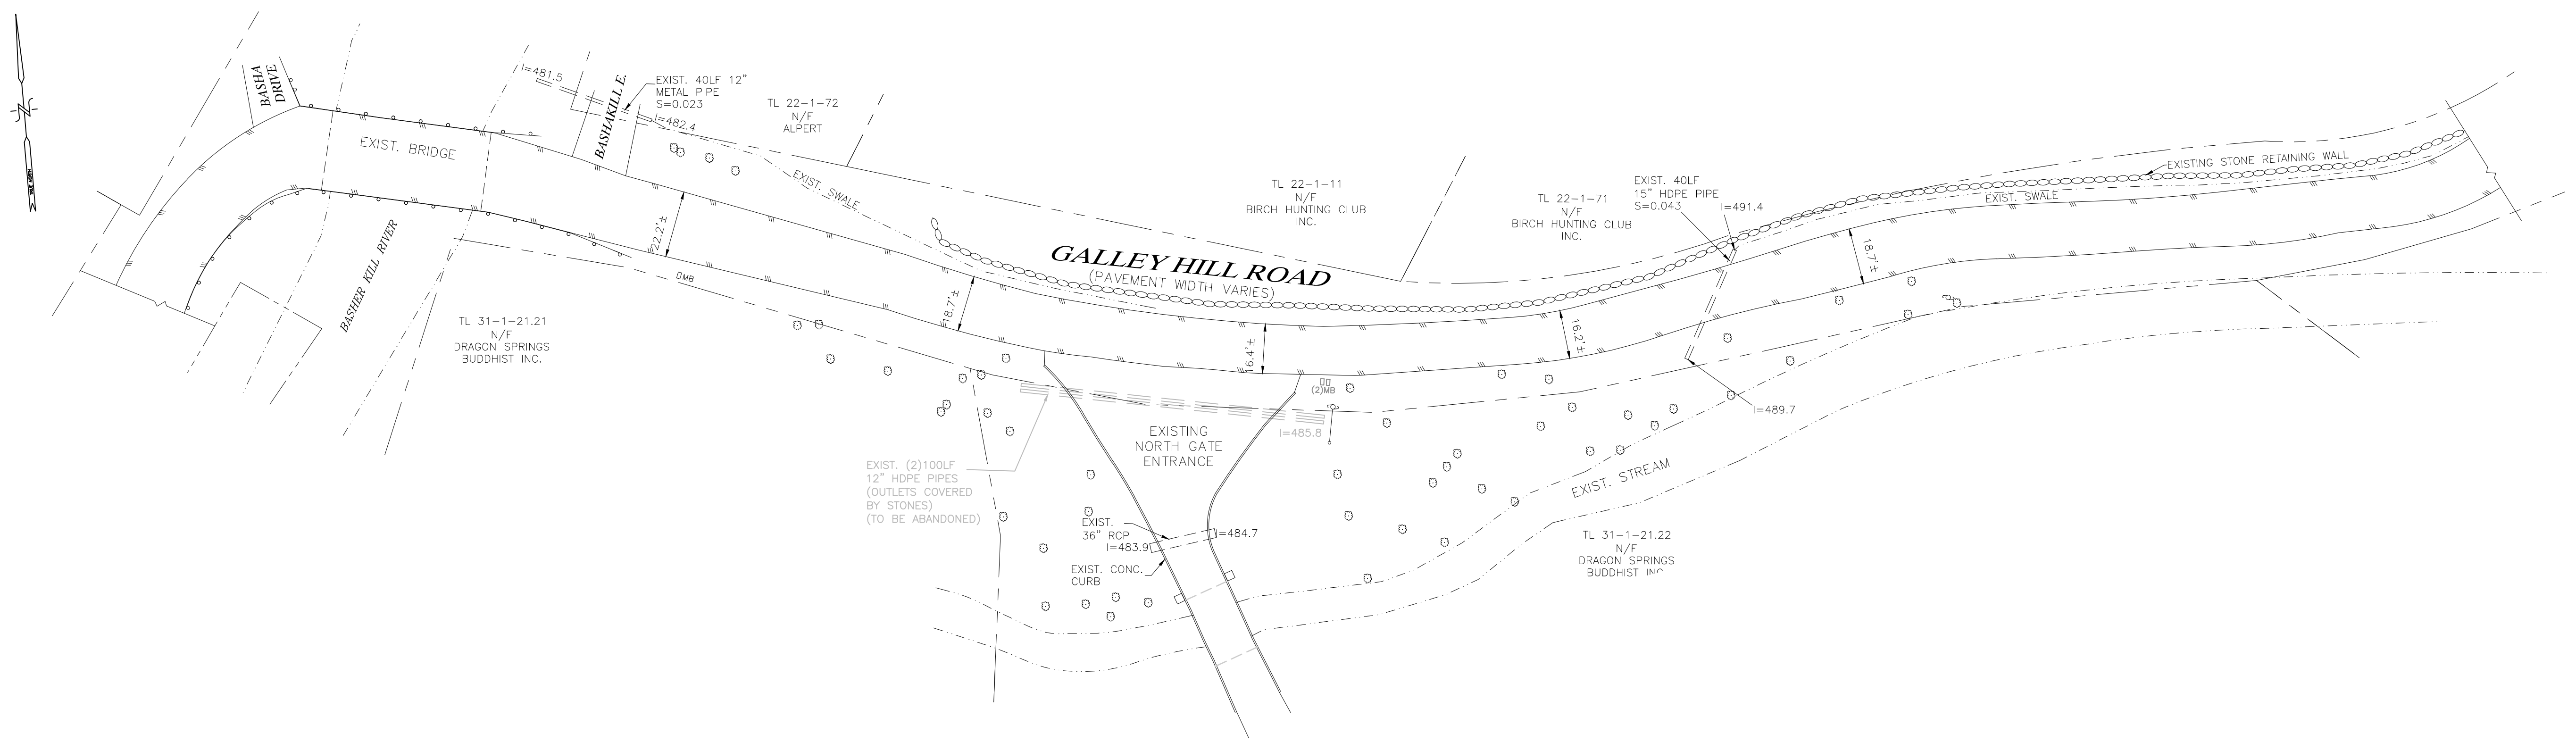 BASHA
DRIVE
I=481.5
BASHAKILL E.
EXIST. 40LF 12"
METAL PIPE
S=0.023
I=482.4
TL 22-1-72
N/F
ALPERT
EXIST. BRIDGE
EXIST. SWALE
22.2'±
BASHER KILL RIVER
MB
TL 31-1-21.21
N/F
DRAGON SPRINGS
BUDDHIST INC.
18.7'±
GALLEY HILL ROAD
(PAVEMENT WIDTH VARIES)
TL 22-1-11
N/F
BIRCH HUNTING CLUB
INC.
TL 22-1-71
N/F
BIRCH HUNTING CLUB
INC.
EXIST. 40LF
15" HDPE PIPE
S=0.043
I=491.4
EXISTING STONE RETAINING WALL
EXIST. SWALE
18.7'±
16.4'±
16.2'±
(2)MB
I=489.7
I=485.8
EXISTING
NORTH GATE
ENTRANCE
EXIST. (2)100LF
12" HDPE PIPES
(OUTLETS COVERED
BY STONES)
(TO BE ABANDONED)
EXIST. STREAM
EXIST.
36" RCP
I=483.9
I=484.7
EXIST. CONC.
CURB
TL 31-1-21.22
N/F
DRAGON SPRINGS
BUDDHIST INC